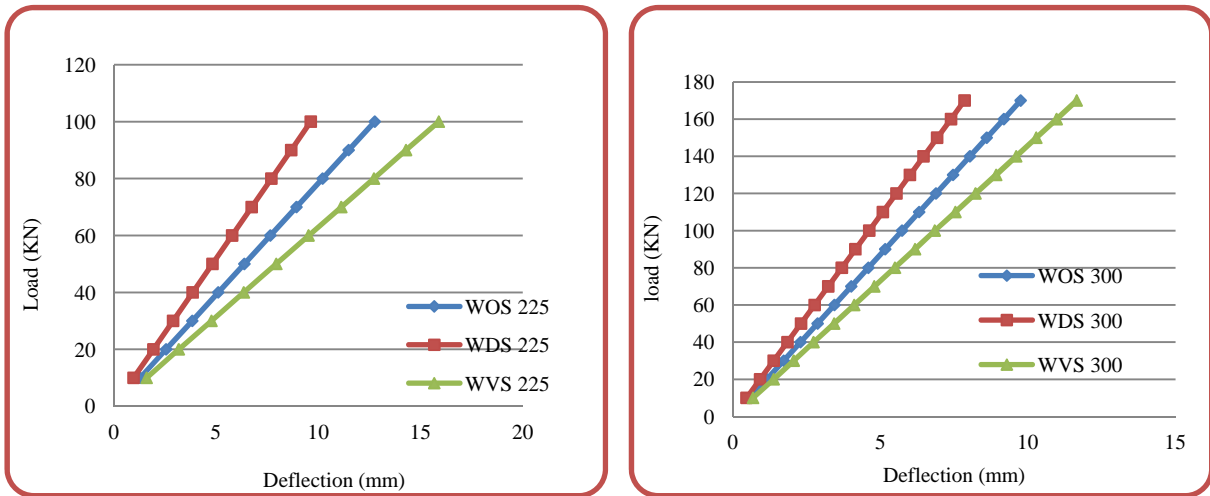 120
100
80
60
40
20
0
Load (KN)
WOS 225
WDS 225
WVS 225
0 5 10 15 20
Deflection (mm)
180
160
140
120
100
80
60
40
20
0
load (KN)
WOS 300
WDS 300
WVS 300
0 5 10 15
Deflection (mm)